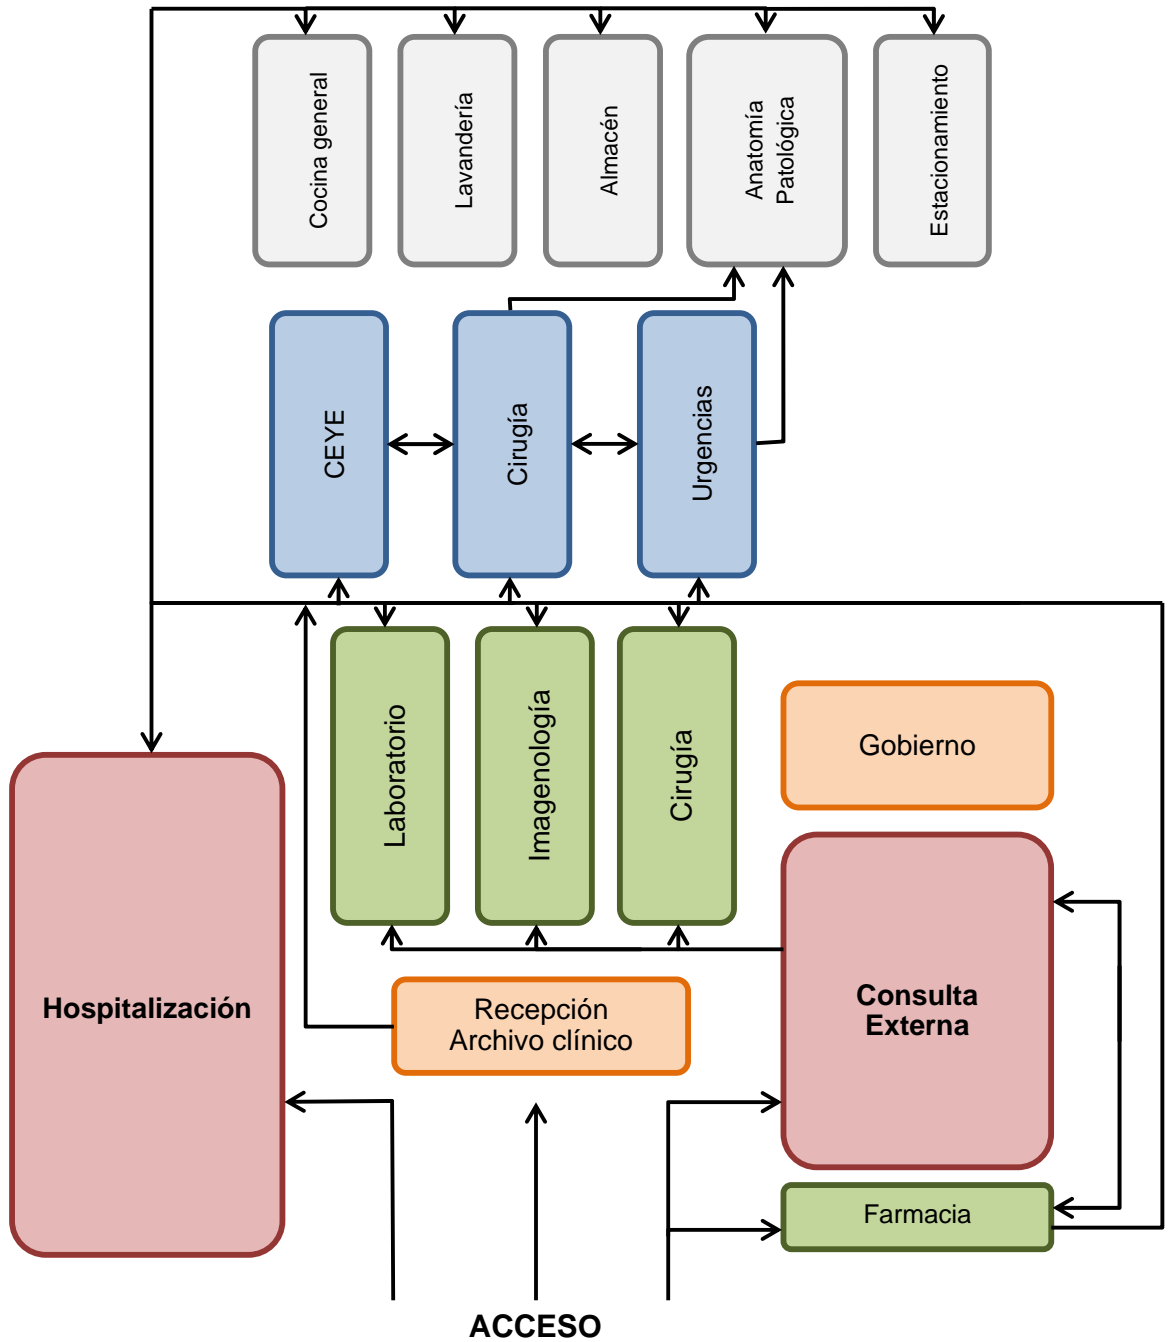 Cocina general
Lavandería
Almacén
Anatomía
Patológica
Estacionamiento
CEYE
Cirugía
Urgencias
Laboratorio
Imagenología
Cirugía
Gobierno
Hospitalización
Recepción
Archivo clínico
Consulta
Externa
Farmacia
ACCESO